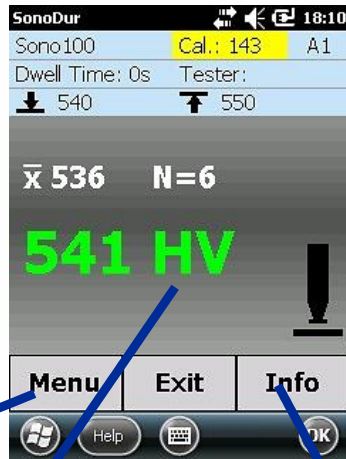 SonoDur 18:10
Sono100 Cal.: 143 A1
Dwell Time: 0s Tester:
540 550
x̅ 536 N=6
541 HV
Menu Exit Info
Help OK